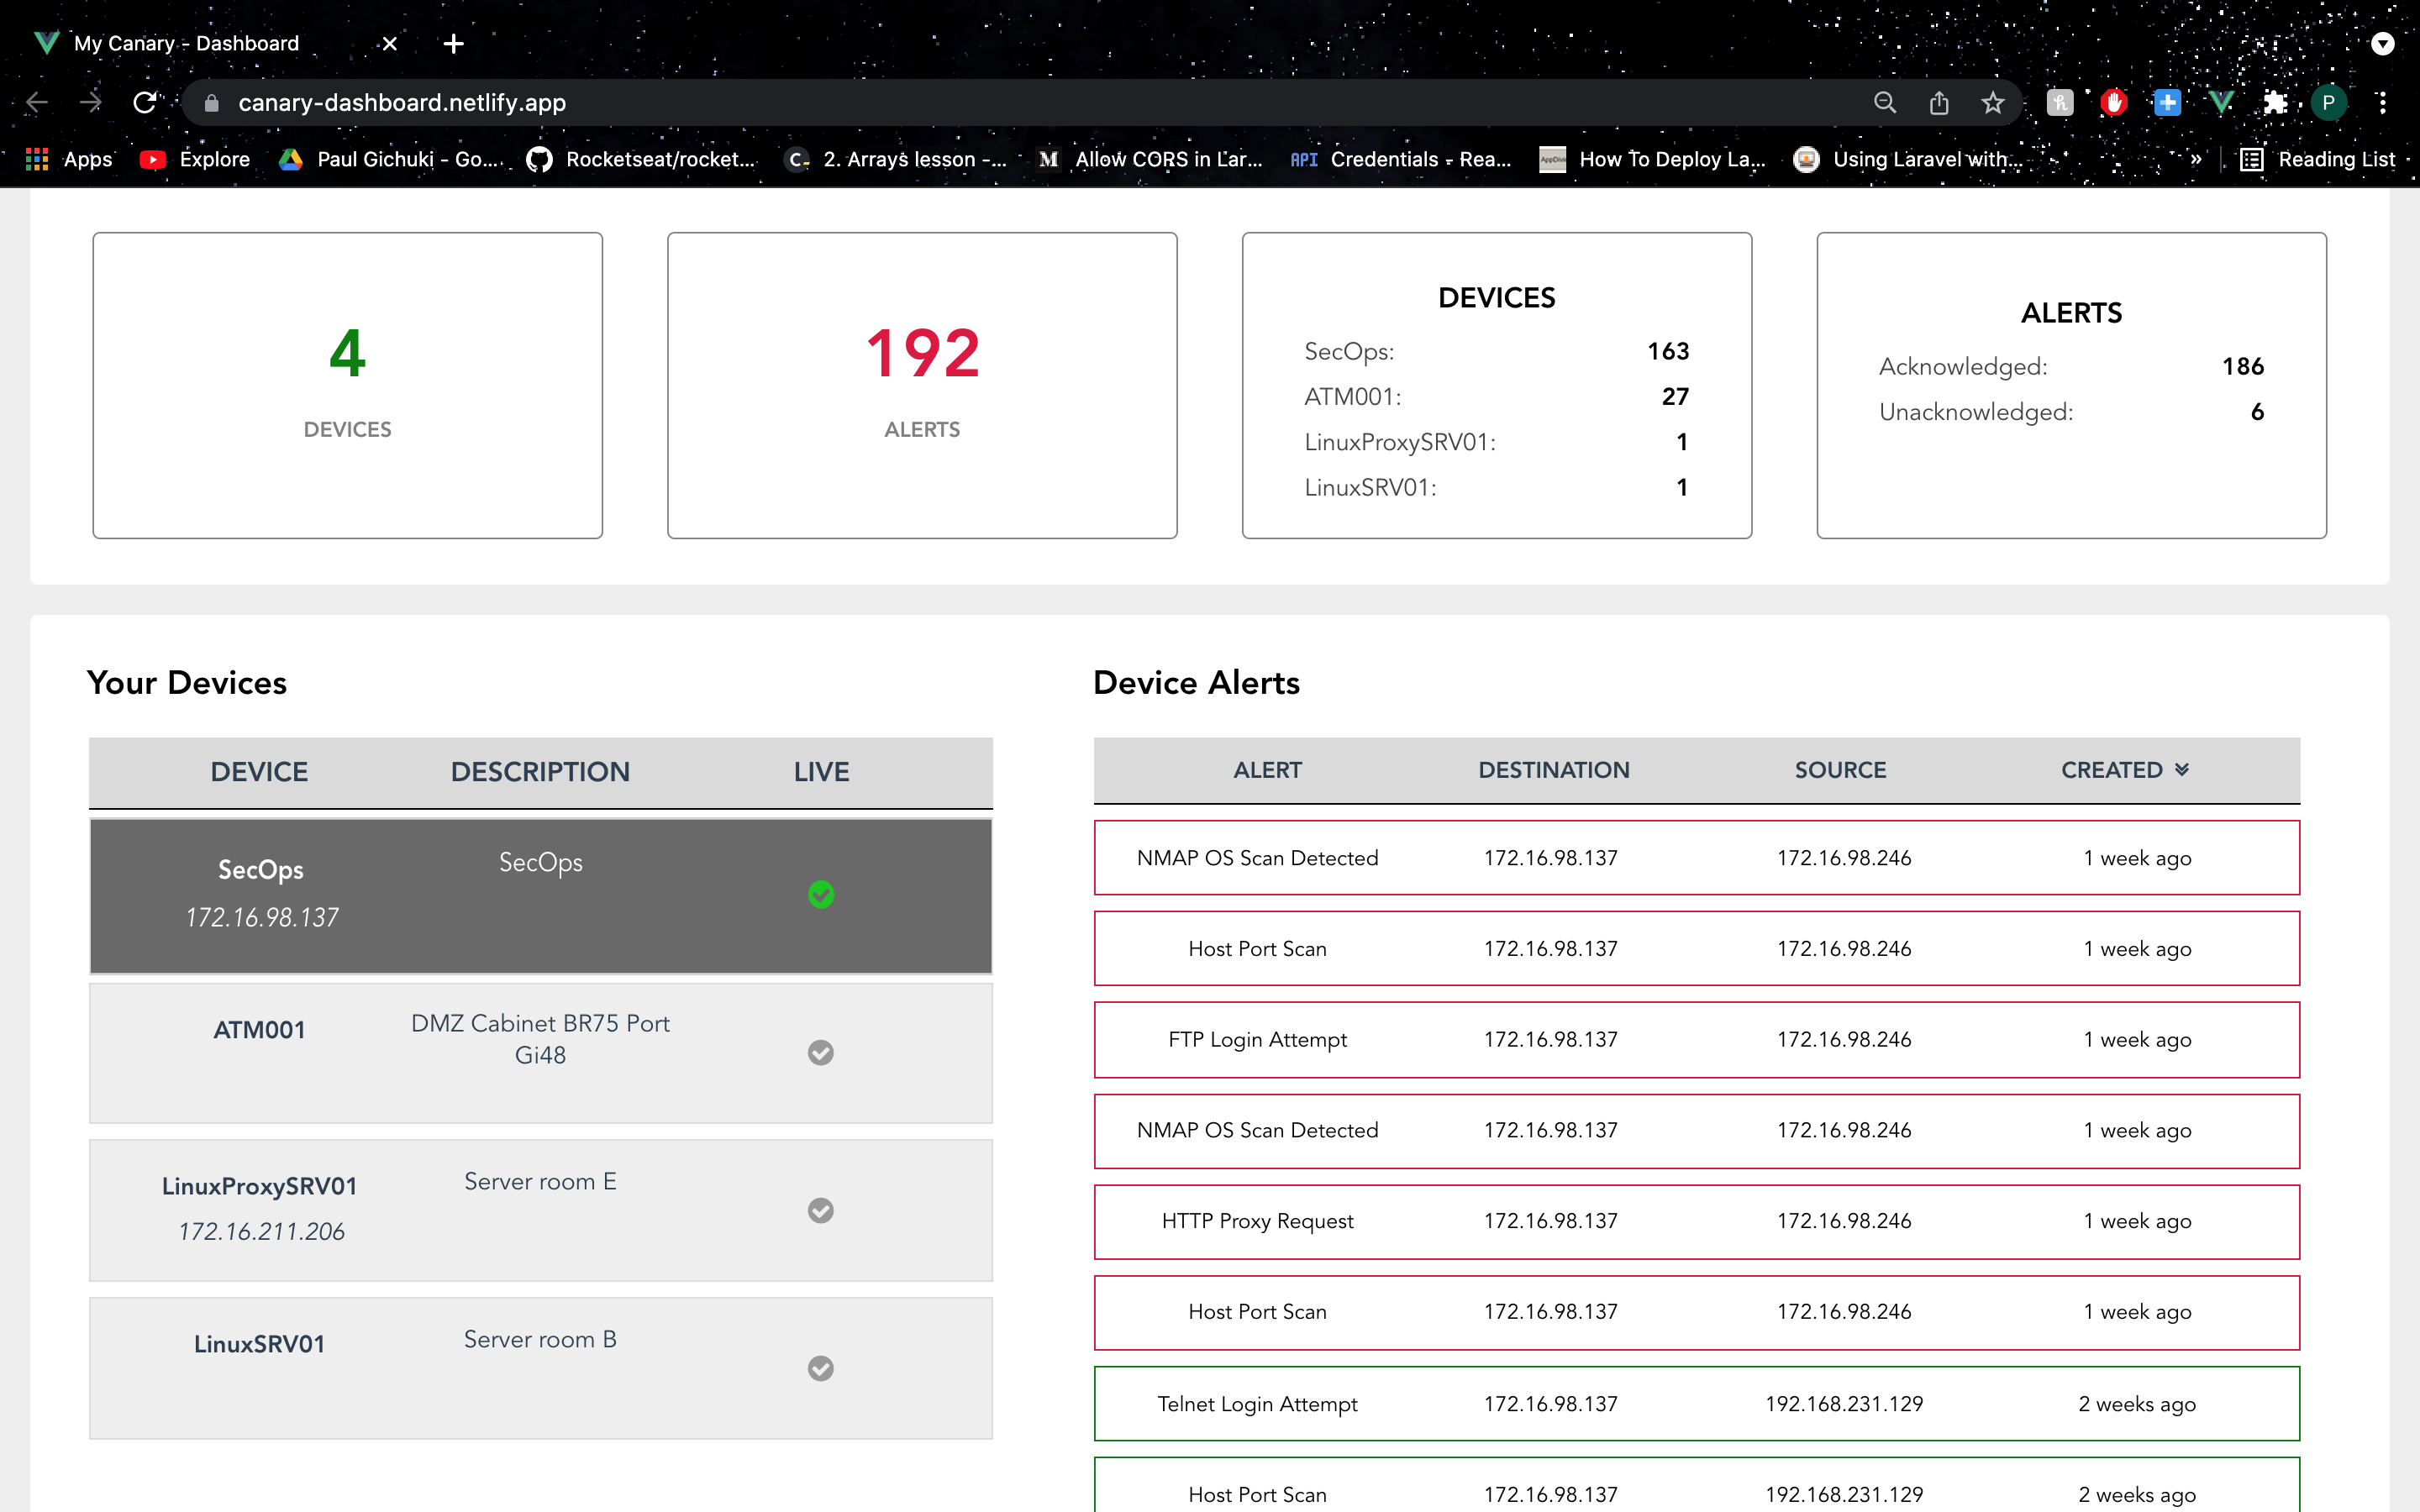 My Canary - Dashboard
canary-dashboard.netlify.app
P
Apps
Explore
Paul Gichuki - Go...
Rocketseat/rocket...
2. Arrays lesson -...
Allow CORS in Lar...
API
Credentials - Rea...
How To Deploy La...
Using Laravel with...
»
Reading List
4
DEVICES
192
ALERTS
DEVICES
SecOps: 163
ATM001: 27
LinuxProxySRV01: 1
LinuxSRV01: 1
ALERTS
Acknowledged: 186
Unacknowledged: 6
Your Devices
DEVICE DESCRIPTION LIVE
SecOps
172.16.98.137
SecOps
ATM001
DMZ Cabinet BR75 Port
Gi48
LinuxProxySRV01
172.16.211.206
Server room E
LinuxSRV01
Server room B
Device Alerts
ALERT DESTINATION SOURCE CREATED
NMAP OS Scan Detected 172.16.98.137 172.16.98.246 1 week ago
Host Port Scan 172.16.98.137 172.16.98.246 1 week ago
FTP Login Attempt 172.16.98.137 172.16.98.246 1 week ago
NMAP OS Scan Detected 172.16.98.137 172.16.98.246 1 week ago
HTTP Proxy Request 172.16.98.137 172.16.98.246 1 week ago
Host Port Scan 172.16.98.137 172.16.98.246 1 week ago
Telnet Login Attempt 172.16.98.137 192.168.231.129 2 weeks ago
Host Port Scan 172.16.98.137 192.168.231.129 2 weeks ago